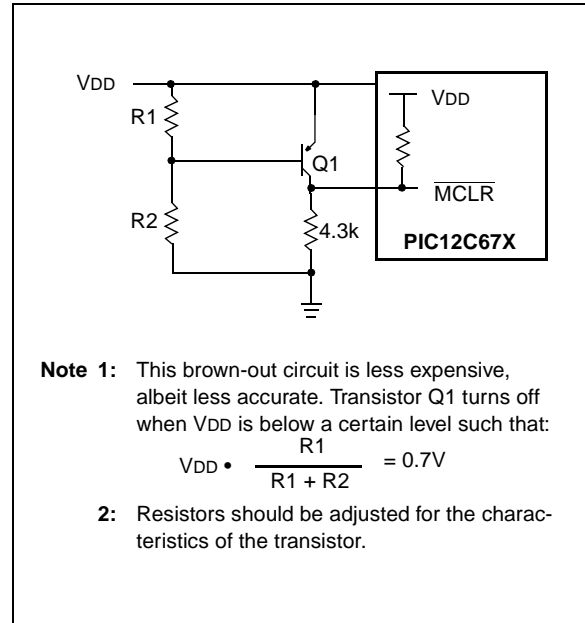 VDD
VDD
R1
Q1
MCLR
R2
4.3k
PIC12C67X
Note 1: This brown-out circuit is less expensive,
albeit less accurate. Transistor Q1 turns off
when VDD is below a certain level such that:
R1
VDD • = 0.7V
R1 + R2
2: Resistors should be adjusted for the charac-
teristics of the transistor.